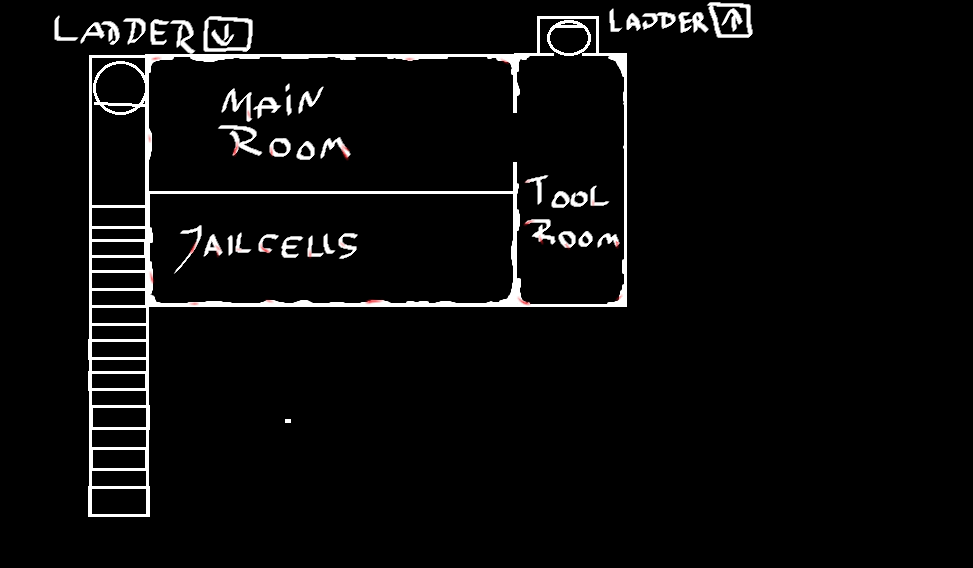 LADDER ↓
LADDER ↑
MAIN
ROOM
TOOL
ROOM
JAILCELLS